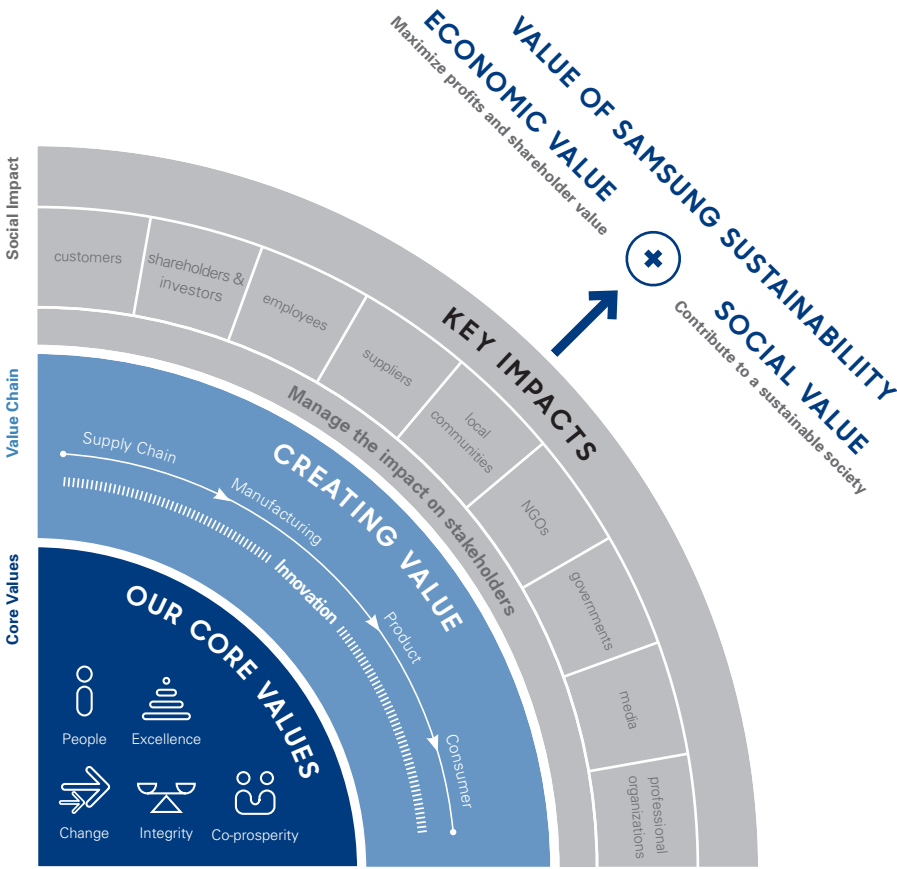 VALUE OF SAMSUNG SUSTAINABILIITY
ECONOMIC VALUE
Maximize profits and shareholder value
SOCIAL VALUE
Contribute to a sustainable society
Social Impact
KEY IMPACTS
customers
shareholders &
investors
employees
suppliers
local
communities
NGOs
governments
media
professional
organizations
Manage the impact on stakeholders
Value Chain
CREATING VALUE
Supply Chain
Manufacturing
Product
Consumer
Innovation
Core Values
OUR CORE VALUES
People
Excellence
Change
Integrity
Co-prosperity